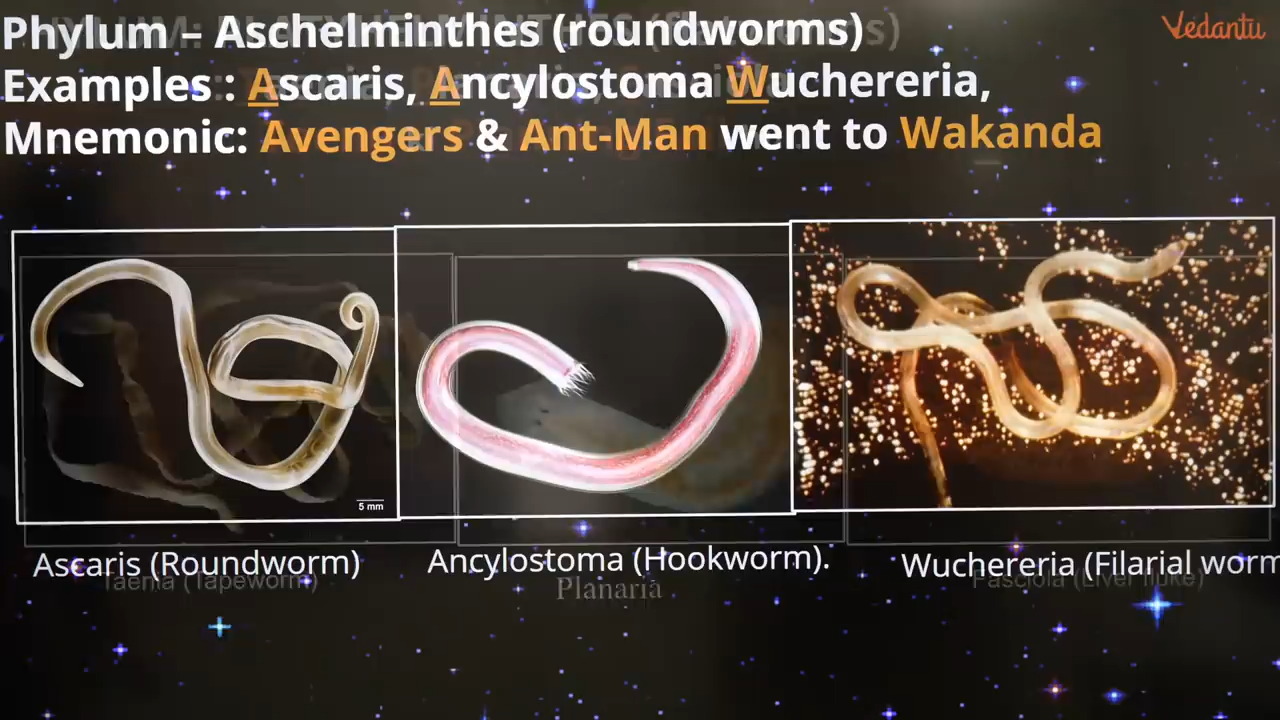 Phylum – Aschelminthes (roundworms)
Vedantu
Examples : Ascaris, Ancylostoma Wuchereria,
Mnemonic: Avengers & Ant-Man went to Wakanda
5 mm
Ascaris (Roundworm)
Ancylostoma (Hookworm).
Wuchereria (Filarial worm
Taenia (Tapeworm)
Planaria
Fasciola (Liver fluke)